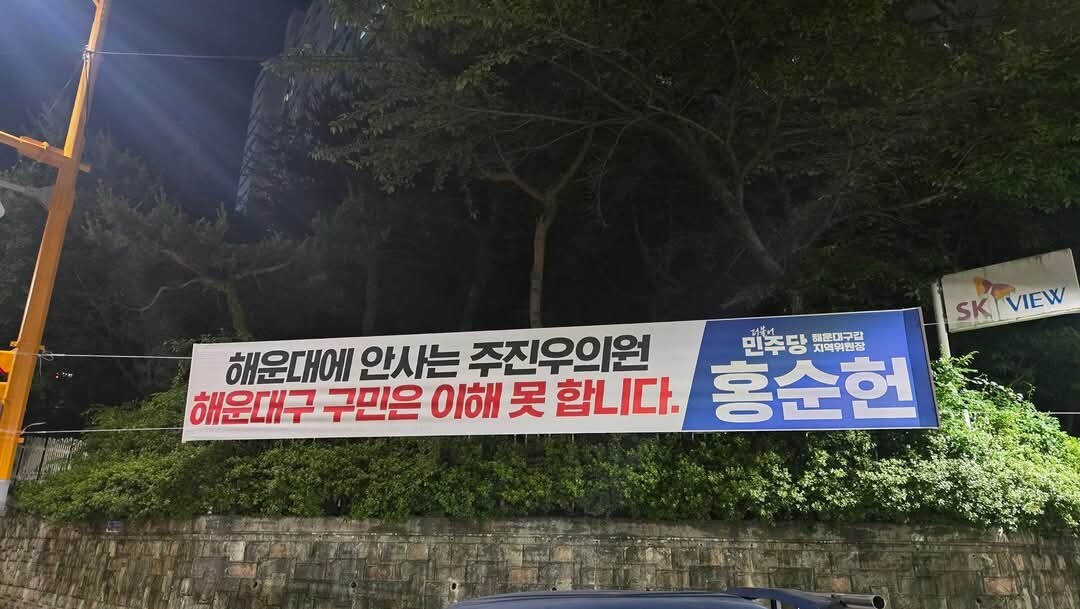 해운대에 안사는 주진우의원
해운대구 구민은 이해 못 합니다.
더불어
민주당
해운대구갑
지역위원장
홍순헌
SK VIEW